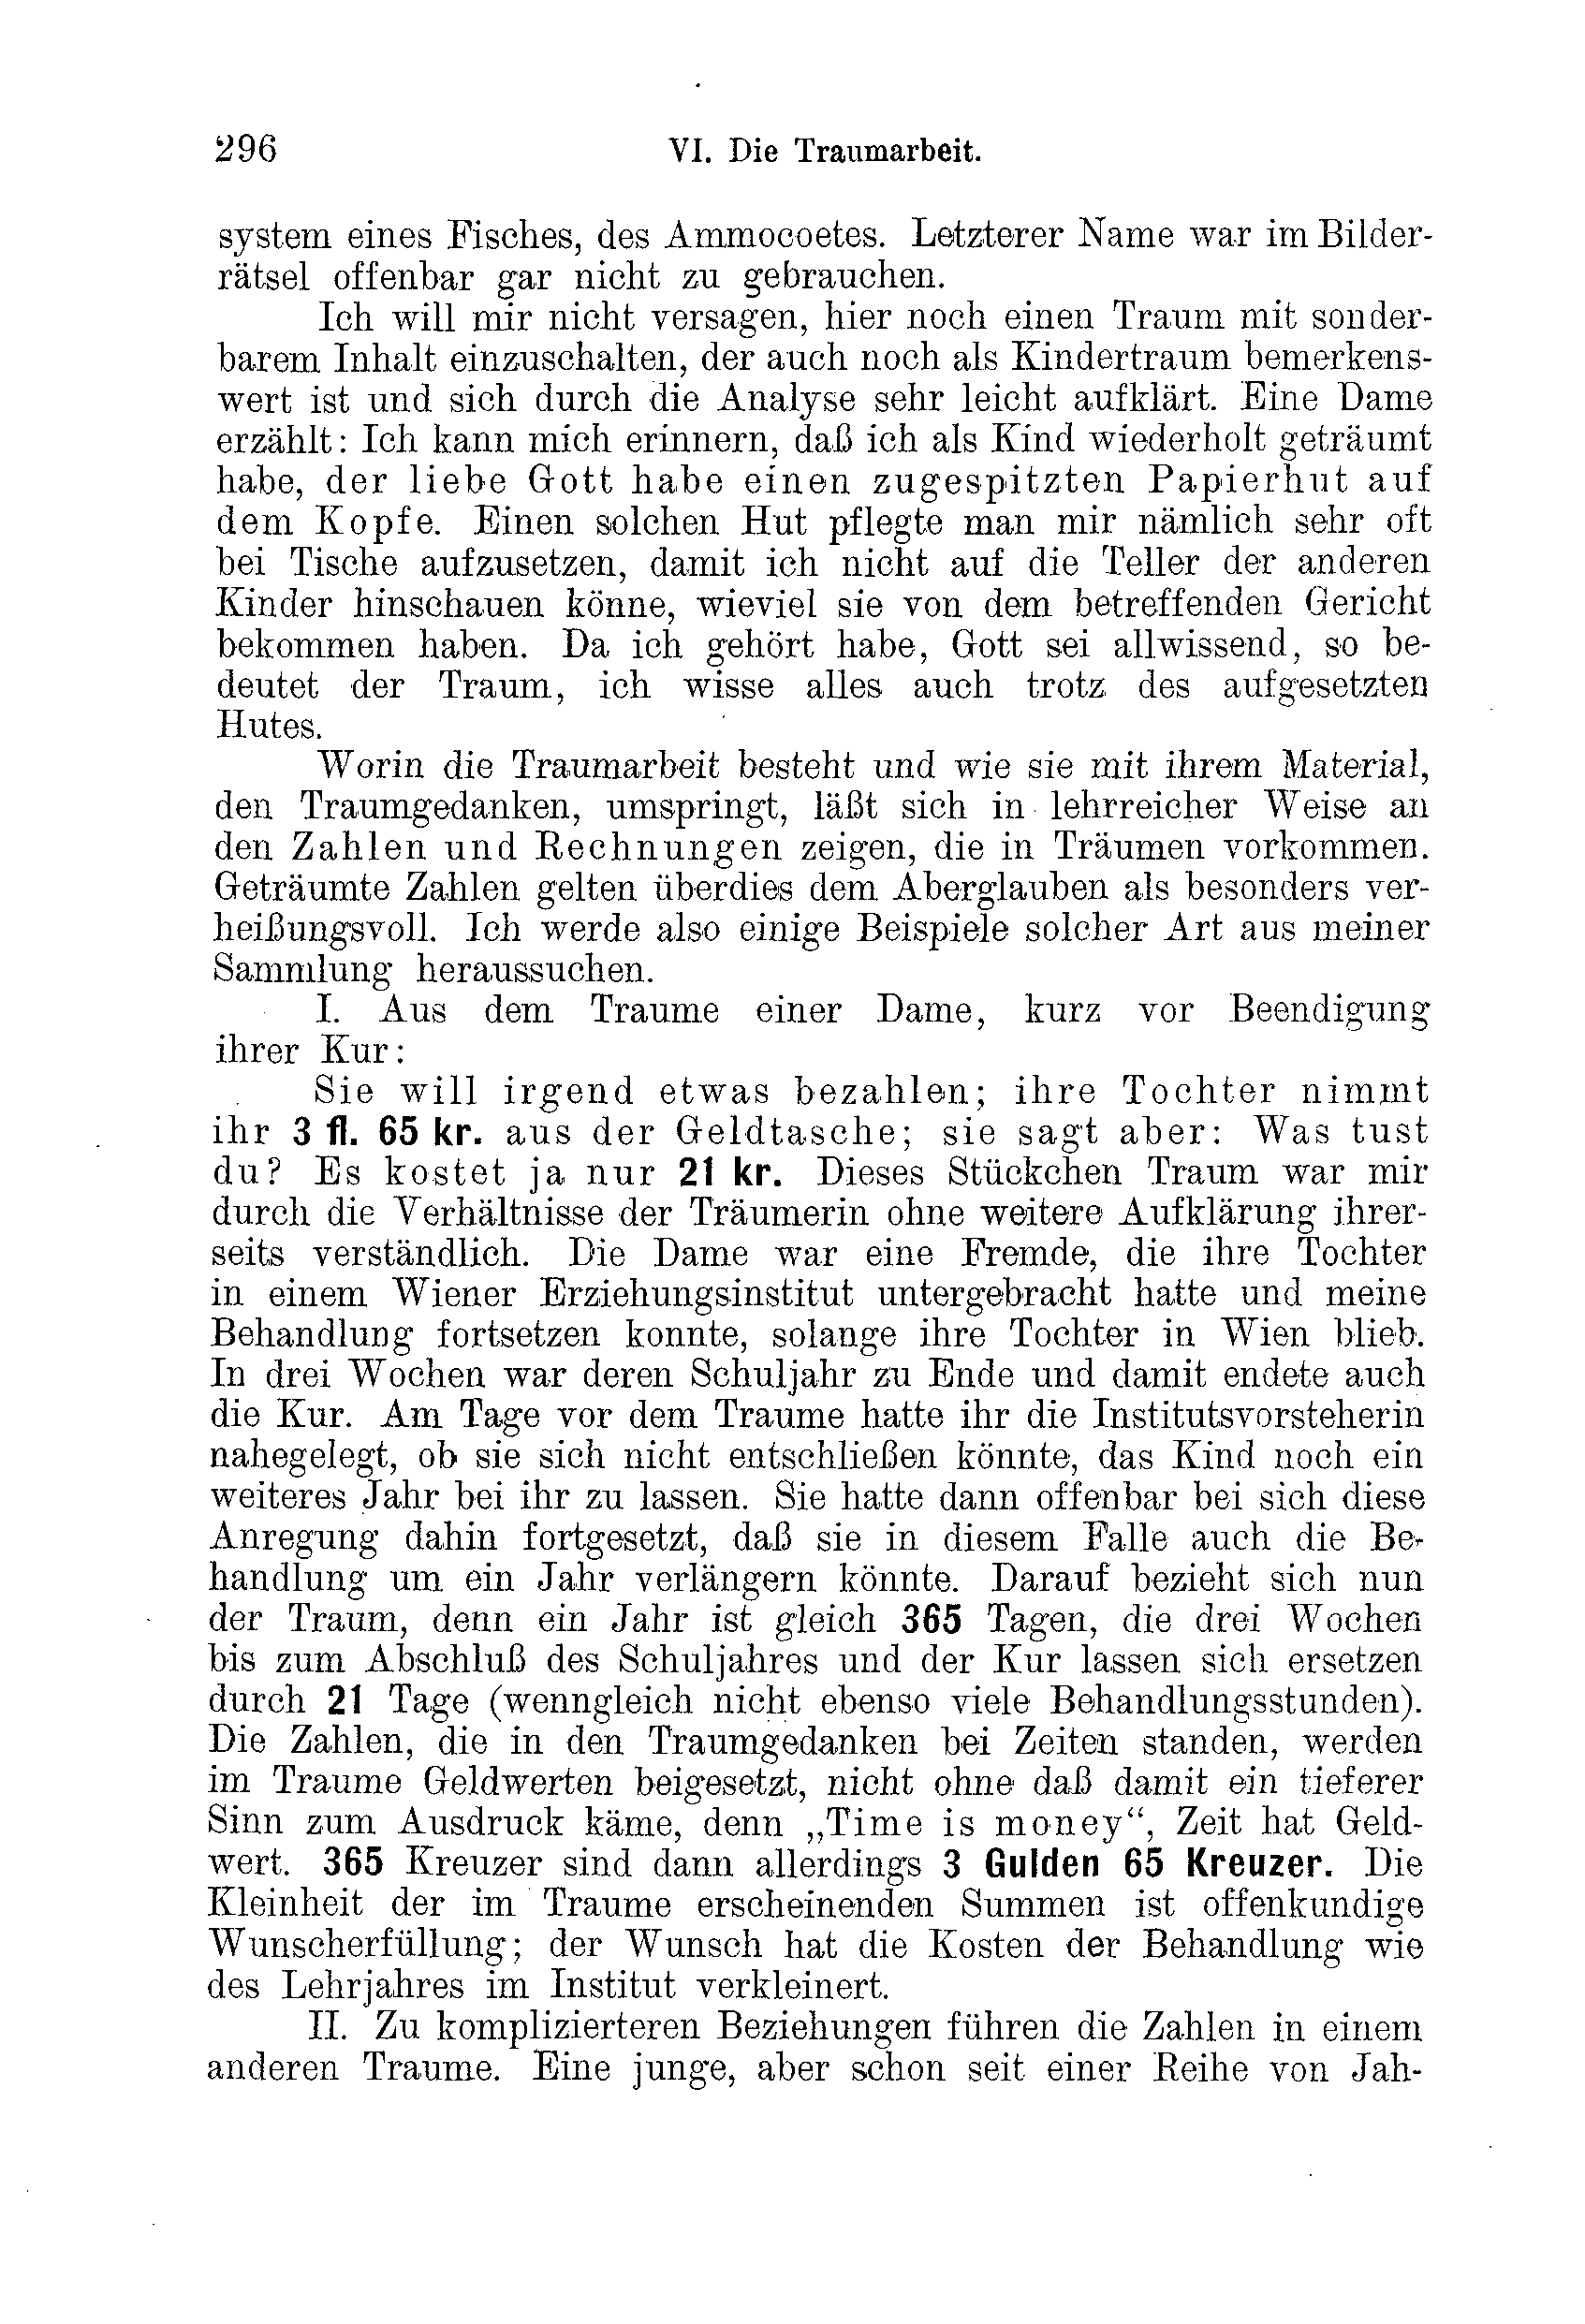 296
VI. Die Traumarbeit.
system eines Fisches, des Ammocoetes. Letzterer Name war im Bilder-
rätsel offenbar gar nicht zu gebrauchen.
Ich will mir nicht versagen, hier noch einen Traum mit sonder-
barem Inhalt einzuschalten, der auch noch als Kindertraum bemerkens-
wert ist und sich durch die Analyse sehr leicht aufklärt. Eine Dame
erzählt: Ich kann mich erinnern, daß ich als Kind wiederholt geträumt
habe, der liebe Gott habe einen zugespitzten Papierhut auf
dem Kopfe. Einen solchen Hut pflegte man mir nämlich sehr oft
bei Tische aufzusetzen, damit ich nicht auf die Teller der anderen
Kinder hinschauen könne, wieviel sie von dem betreffenden Gericht
bekommen haben. Da ich gehört habe, Gott sei allwissend, so be-
deutet der Traum, ich wisse alles auch trotz des aufgesetzten
Hutes.
Worin die Traumarbeit besteht und wie sie mit ihrem Material,
den Traumgedanken, umspringt, läßt sich in lehrreicher Weise an
den Zahlen und Rechnungen zeigen, die in Träumen vorkommen.
Geträumte Zahlen gelten überdies dem Aberglauben als besonders ver-
heißungsvoll. Ich werde also einige Beispiele solcher Art aus meiner
Sammlung heraussuchen.
I. Aus dem Traume einer Dame, kurz vor Beendigung
ihrer Kur:
Sie will irgend etwas bezahlen; ihre Tochter nimmt
ihr 3 fl. 65 kr. aus der Geldtasche; sie sagt aber: Was tust
du? Es kostet ja nur 21 kr. Dieses Stückchen Traum war mir
durch die Verhältnisse der Träumerin ohne weitere Aufklärung ihrer-
seits verständlich. Die Dame war eine Fremde, die ihre Tochter
in einem Wiener Erziehungsinstitut untergebracht hatte und meine
Behandlung fortsetzen konnte, solange ihre Tochter in Wien blieb.
In drei Wochen war deren Schuljahr zu Ende und damit endete auch
die Kur. Am Tage vor dem Traume hatte ihr die Institutsvorsteherin
nahegelegt, ob sie sich nicht entschließen könnte, das Kind noch ein
weiteres Jahr bei ihr zu lassen. Sie hatte dann offenbar bei sich diese
Anregung dahin fortgesetzt, daß sie in diesem Falle auch die Be-
handlung um ein Jahr verlängern könnte. Darauf bezieht sich nun
der Traum, denn ein Jahr ist gleich 365 Tagen, die drei Wochen
bis zum Abschluß des Schuljahres und der Kur lassen sich ersetzen
durch 21 Tage (wenngleich nicht ebenso viele Behandlungsstunden).
Die Zahlen, die in den Traumgedanken bei Zeiten standen, werden
im Traume Geldwerten beigesetzt, nicht ohne daß damit ein tieferer
Sinn zum Ausdruck käme, denn „Time is money“, Zeit hat Geld-
wert. 365 Kreuzer sind dann allerdings 3 Gulden 65 Kreuzer. Die
Kleinheit der im Traume erscheinenden Summen ist offenkundige
Wunscherfüllung; der Wunsch hat die Kosten der Behandlung wie
des Lehrjahres im Institut verkleinert.
II. Zu komplizierteren Beziehungen führen die Zahlen in einem
anderen Traume. Eine junge, aber schon seit einer Reihe von Jah-